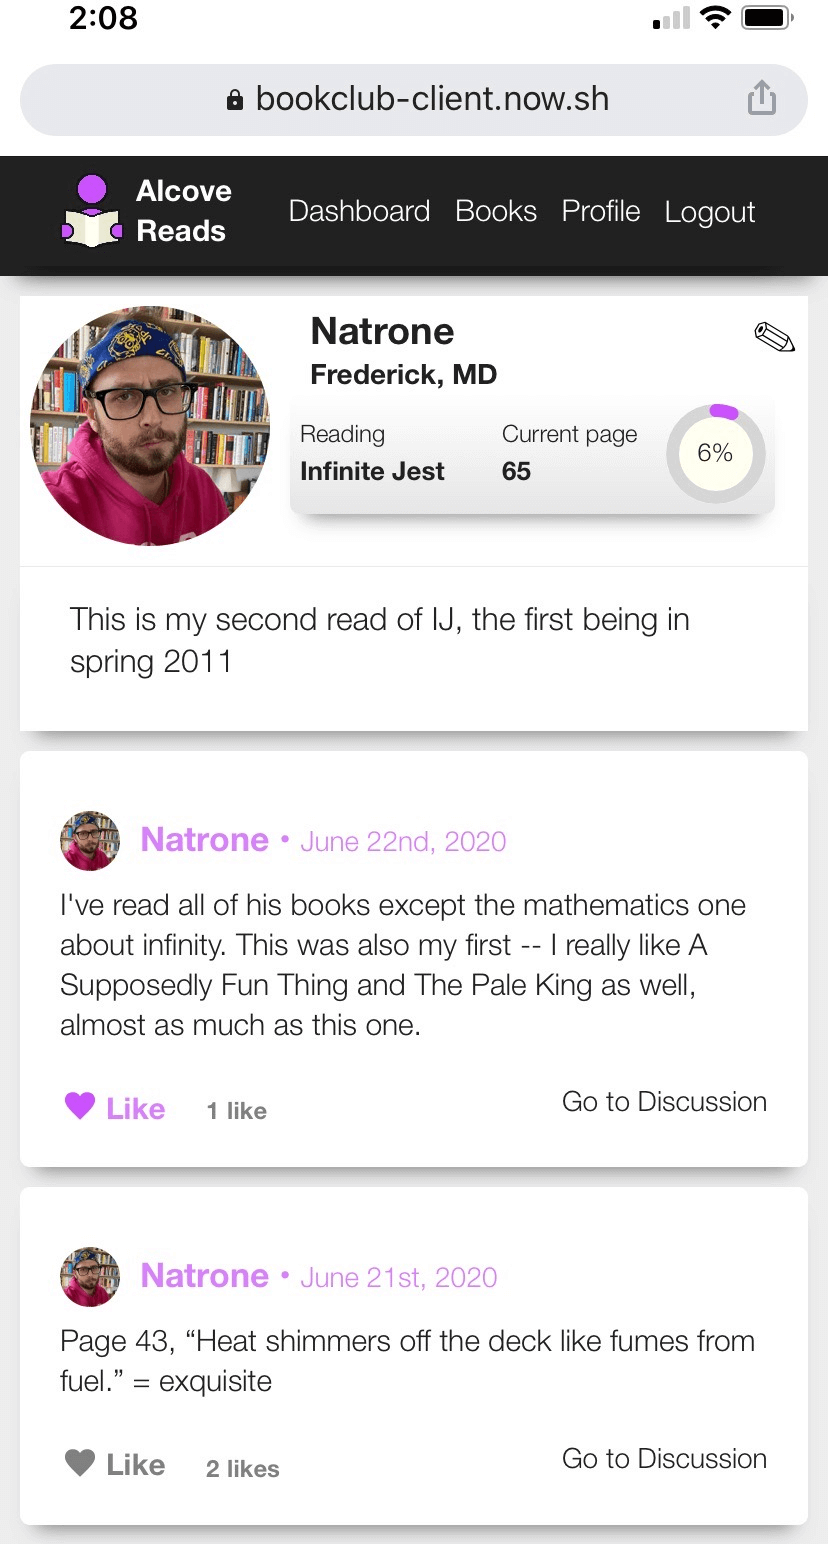 2:08
bookclub-client.now.sh
Alcove
Reads
Dashboard Books Profile Logout
Natrone
Frederick, MD
Reading Current page
Infinite Jest 65
6%
This is my second read of IJ, the first being in
spring 2011
Natrone • June 22nd, 2020
I've read all of his books except the mathematics one
about infinity. This was also my first -- I really like A
Supposedly Fun Thing and The Pale King as well,
almost as much as this one.
Like 1 like Go to Discussion
Natrone • June 21st, 2020
Page 43, “Heat shimmers off the deck like fumes from
fuel.” = exquisite
Like 2 likes Go to Discussion